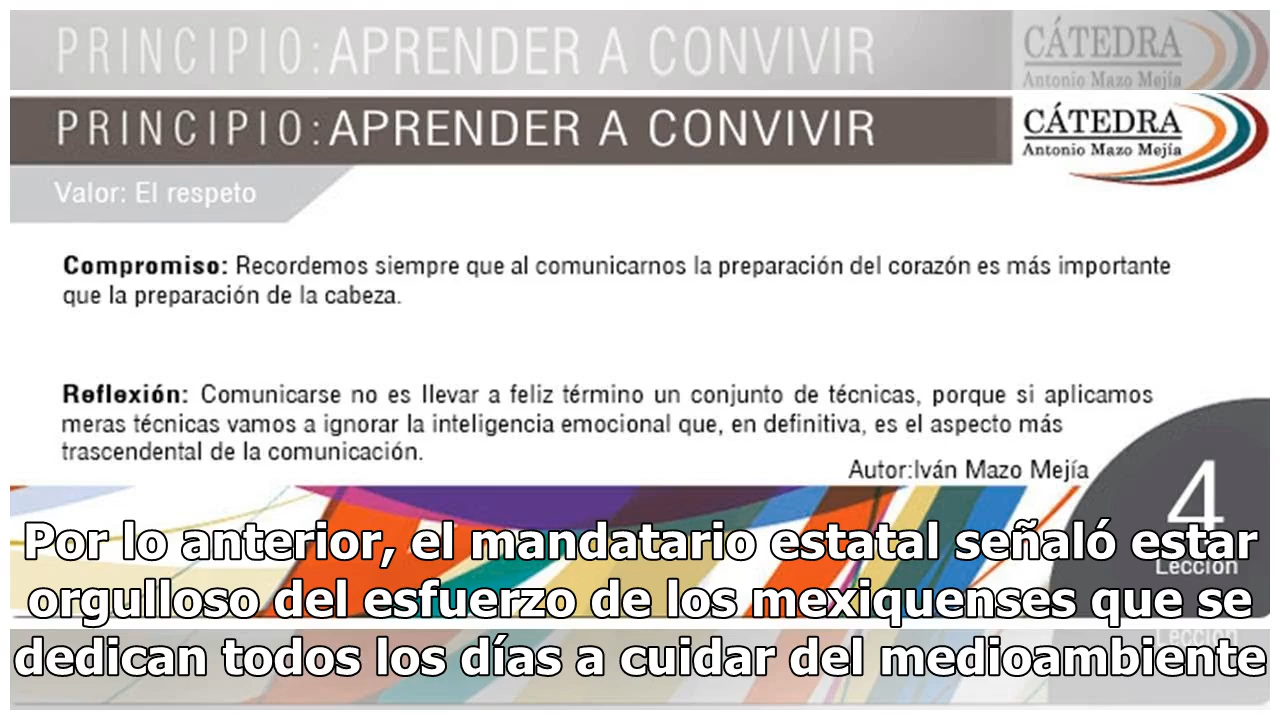 PRINCIPIO: APRENDER A CONVIVIR
CÁTEDRA
Antonio Mazo Mejía
PRINCIPIO: APRENDER A CONVIVIR
CÁTEDRA
Antonio Mazo Mejía
Valor: El respeto
Compromiso: Recordemos siempre que al comunicarnos la preparación del corazón es más importante
que la preparación de la cabeza.
Reflexión: Comunicarse no es llevar a feliz término un conjunto de técnicas, porque si aplicamos
meras técnicas vamos a ignorar la inteligencia emocional que, en definitiva, es el aspecto más
trascendental de la comunicación.
Autor:Iván Mazo Mejía
4
Lección
Por lo anterior, el mandatario estatal señaló estar
orgulloso del esfuerzo de los mexiquenses que se
Lección
dedican todos los días a cuidar del medioambiente